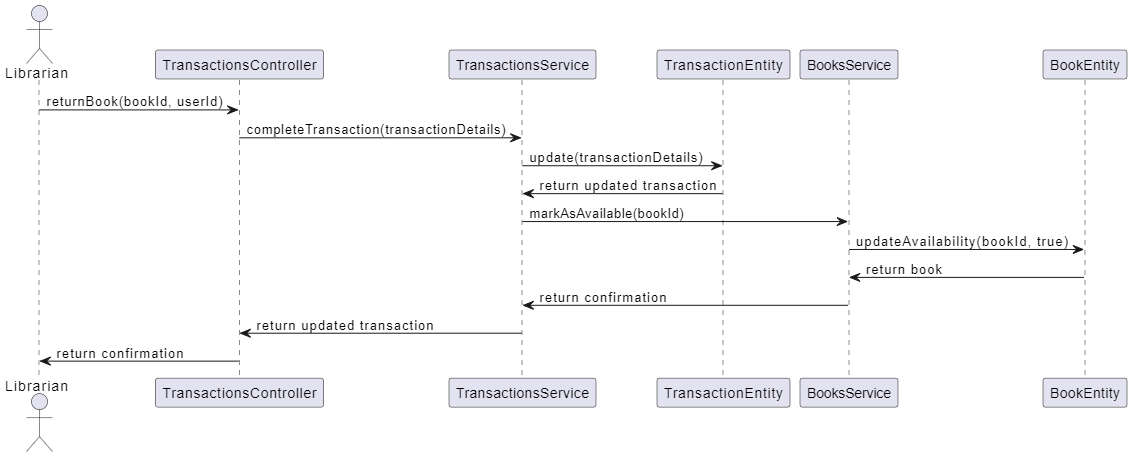 Librarian
TransactionsController
TransactionsService
TransactionEntity
BooksService
BookEntity
returnBook(bookId, userId)
completeTransaction(transactionDetails)
update(transactionDetails)
return updated transaction
markAsAvailable(bookId)
updateAvailability(bookId, true)
return book
return confirmation
return updated transaction
return confirmation
Librarian
TransactionsController
TransactionsService
TransactionEntity
BooksService
BookEntity